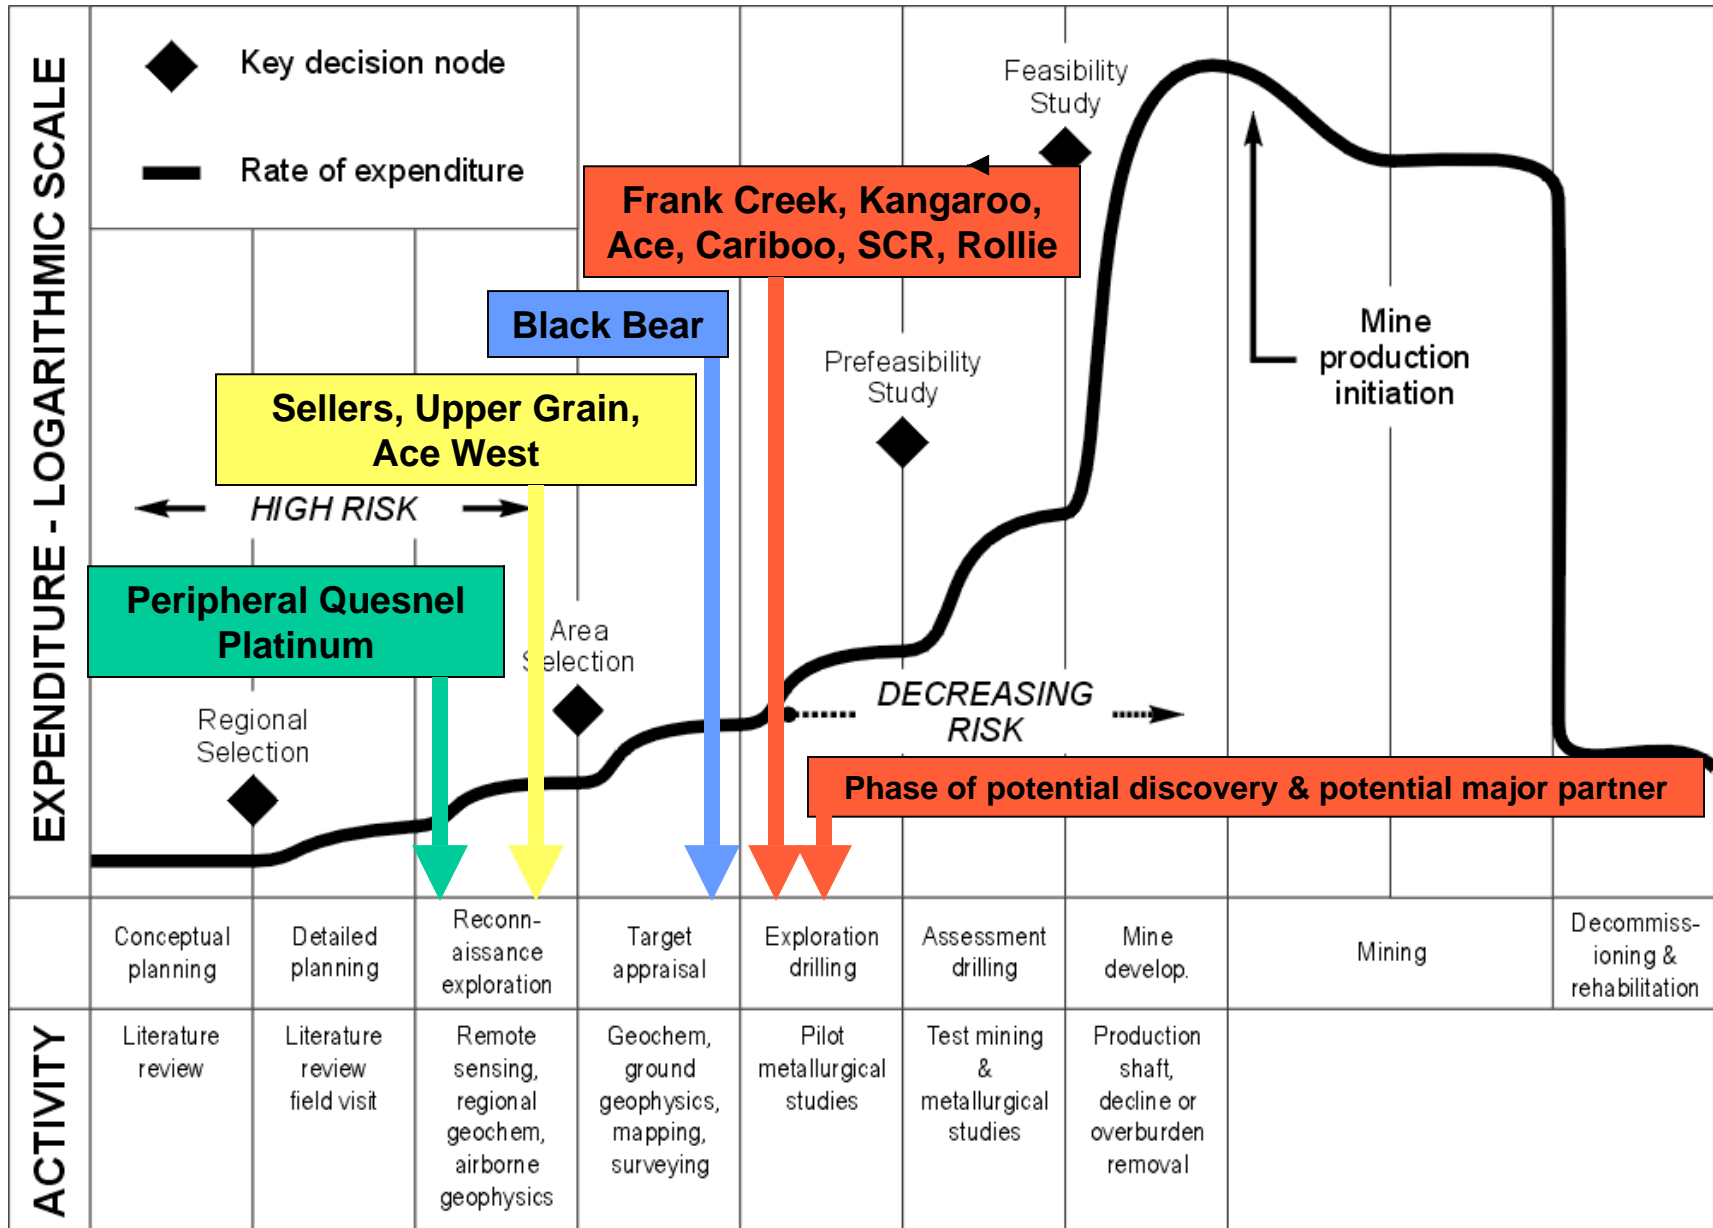 EXPENDITURE - LOGARITHMIC SCALE
Key decision node
Rate of expenditure
Feasibility
Study
Frank Creek, Kangaroo,
Ace, Cariboo, SCR, Rollie
Black Bear
Mine
production
initiation
Prefeasibility
Study
Sellers, Upper Grain,
Ace West
HIGH RISK
Peripheral Quesnel
Platinum
Area
Selection
DECREASING
RISK
Regional
Selection
Phase of potential discovery & potential major partner
Conceptual
planning
Detailed
planning
Reconn-
aissance
exploration
Target
appraisal
Exploration
drilling
Assessment
drilling
Mine
develop.
Mining
Decommiss-
ioning &
rehabilitation
ACTIVITY
Literature
review
Literature
review
field visit
Remote
sensing,
regional
geochem,
airborne
geophysics
Geochem,
ground
geophysics,
mapping,
surveying
Pilot
metallurgical
studies
Test mining
&
metallurgical
studies
Production
shaft,
decline or
overburden
removal